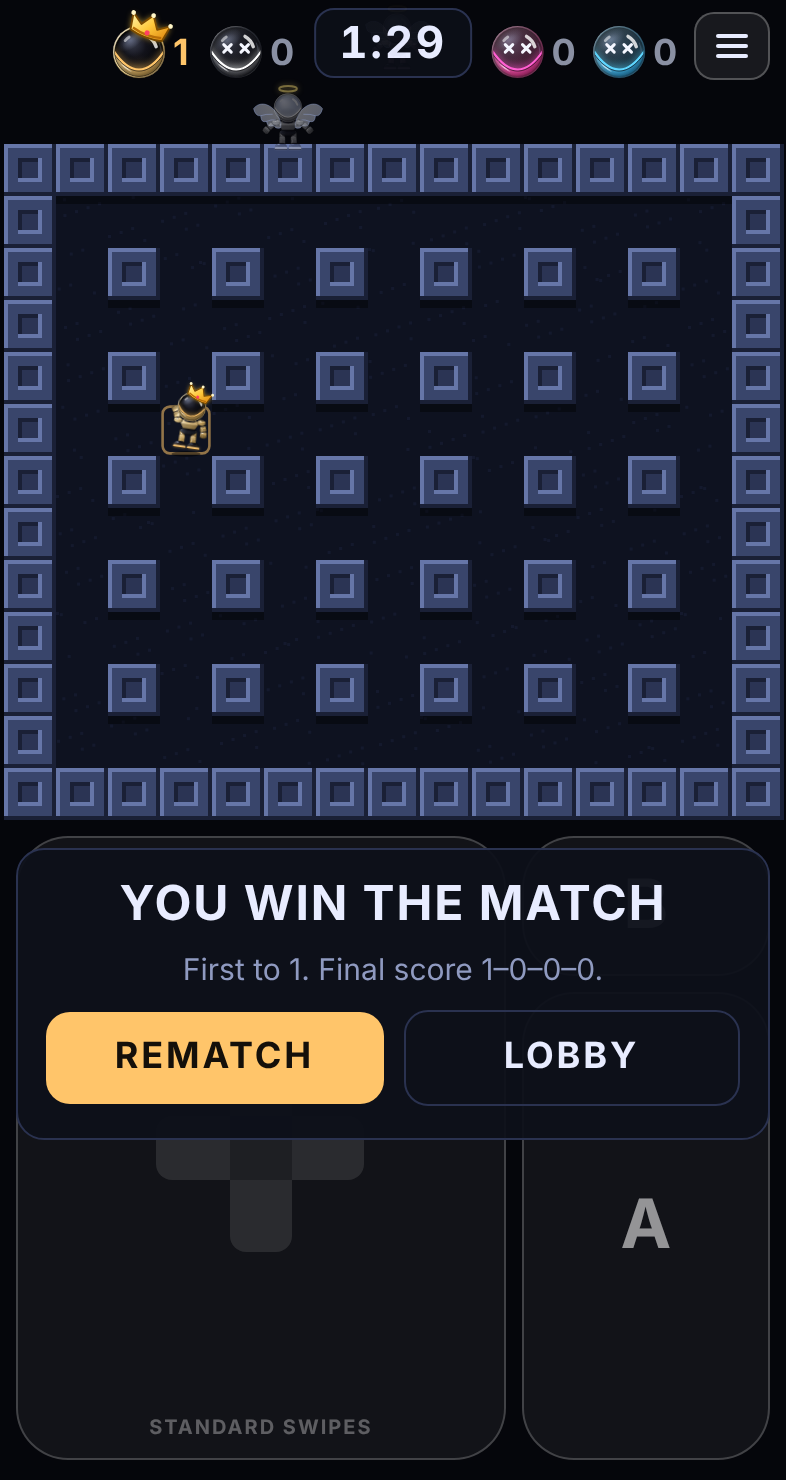 1 0 1:29 0 0
YOU WIN THE MATCH
First to 1. Final score 1–0–0–0.
REMATCH LOBBY
A
STANDARD SWIPES